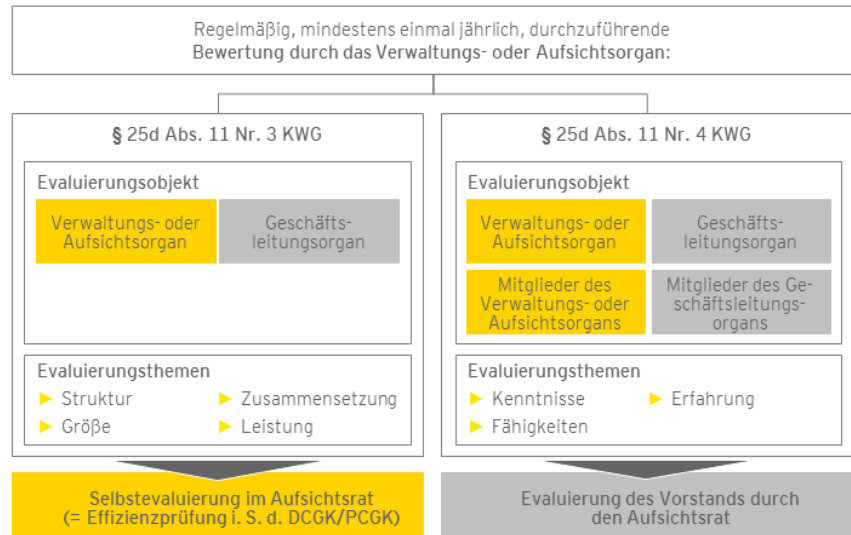 Regelmäßig, mindestens einmal jährlich, durchzuführende
Bewertung durch das Verwaltungs- oder Aufsichtsorgan:
§ 25d Abs. 11 Nr. 3 KWG
Evaluierungsobjekt
Verwaltungs- oder
Aufsichtsorgan
Geschäfts-
leitungsorgan
Evaluierungsthemen
► Struktur
► Zusammensetzung
► Größe
► Leistung
Selbstevaluierung im Aufsichtsrat
(= Effizienzprüfung i. S. d. DCGK/PCGK)
§ 25d Abs. 11 Nr. 4 KWG
Evaluierungsobjekt
Verwaltungs- oder
Aufsichtsorgan
Geschäfts-
leitungsorgan
Mitglieder des
Verwaltungs- oder
Aufsichtsorgans
Mitglieder des Ge-
schäftsleitungs-
organs
Evaluierungsthemen
► Kenntnisse
► Erfahrung
► Fähigkeiten
Evaluierung des Vorstands durch
den Aufsichtsrat